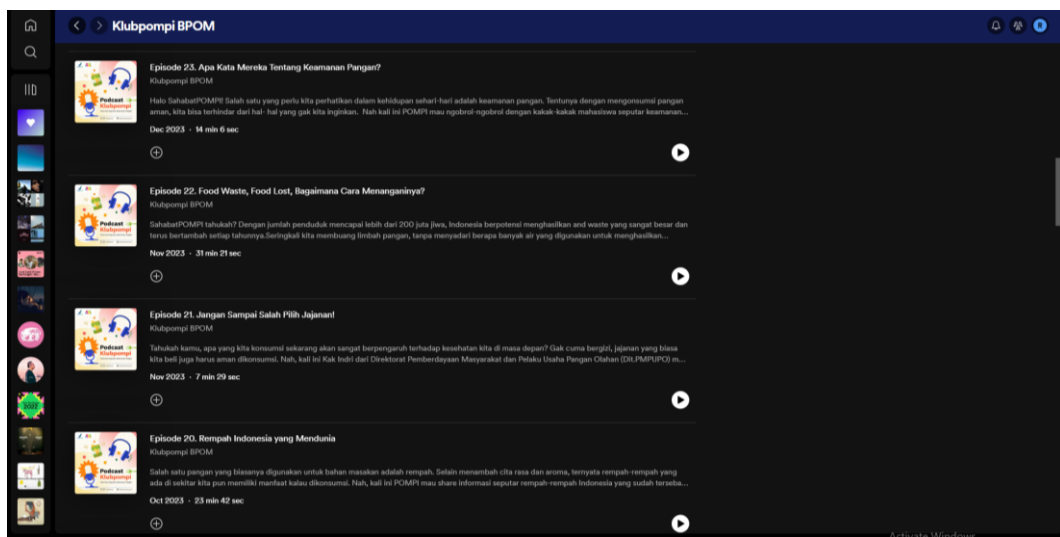 Klubpompi BPOM
Episode 23. Apa Kata Mereka Tentang Keamanan Pangan?
Klubpompi BPOM
Halo SahabatPOMPI! Salah satu yang perlu kita perhatikan dalam kehidupan sehari-hari adalah keamanan pangan. Tentunya dengan mengonsumsi pangan
aman, kita bisa terhindar dari hal- hal yang gak kita inginkan. Nah kali ini POMPI mau ngobrol-ngobrol dengan kakak-kakak mahasiswa seputar keamanan...
Dec 2023 · 14 min 6 sec
Podcast
Klubpompi
Episode 22. Food Waste, Food Lost, Bagaimana Cara Menanganinya?
Klubpompi BPOM
SahabatPOMPI tahukah? Dengan jumlah penduduk mencapai lebih dari 200 juta jiwa, Indonesia berpotensi menghasilkan and waste yang sangat besar dan
terus bertambah setiap tahunnya.Seringkali kita membuang limbah pangan, tanpa menyadari berapa banyak air yang digunakan untuk menghasilkan...
Nov 2023 · 31 min 21 sec
Podcast
Klubpompi
Episode 21. Jangan Sampai Salah Pilih Jajanan!
Klubpompi BPOM
Tahukah kamu, apa yang kita konsumsi sekarang akan sangat berpengaruh terhadap kesehatan kita di masa depan? Gak cuma bergizi, jajanan yang biasa
kita beli juga harus aman dikonsumsi. Nah, kali ini Kak Indri dari Direktorat Pemberdayaan Masyarakat dan Pelaku Usaha Pangan Olahan (Dit.PMPUPO) m...
Nov 2023 · 7 min 29 sec
Podcast
Klubpompi
Episode 20. Rempah Indonesia yang Mendunia
Klubpompi BPOM
Salah satu pangan yang biasanya digunakan untuk bahan masakan adalah rempah. Selain menambah cita rasa dan aroma, ternyata rempah-rempah yang
ada di sekitar kita pun memiliki manfaat kalau dikonsumsi. Nah, kali ini POMPI mau share informasi seputar rempah-rempah Indonesia yang sudah terseba...
Oct 2023 · 23 min 42 sec
Podcast
Klubpompi
Activate Windows